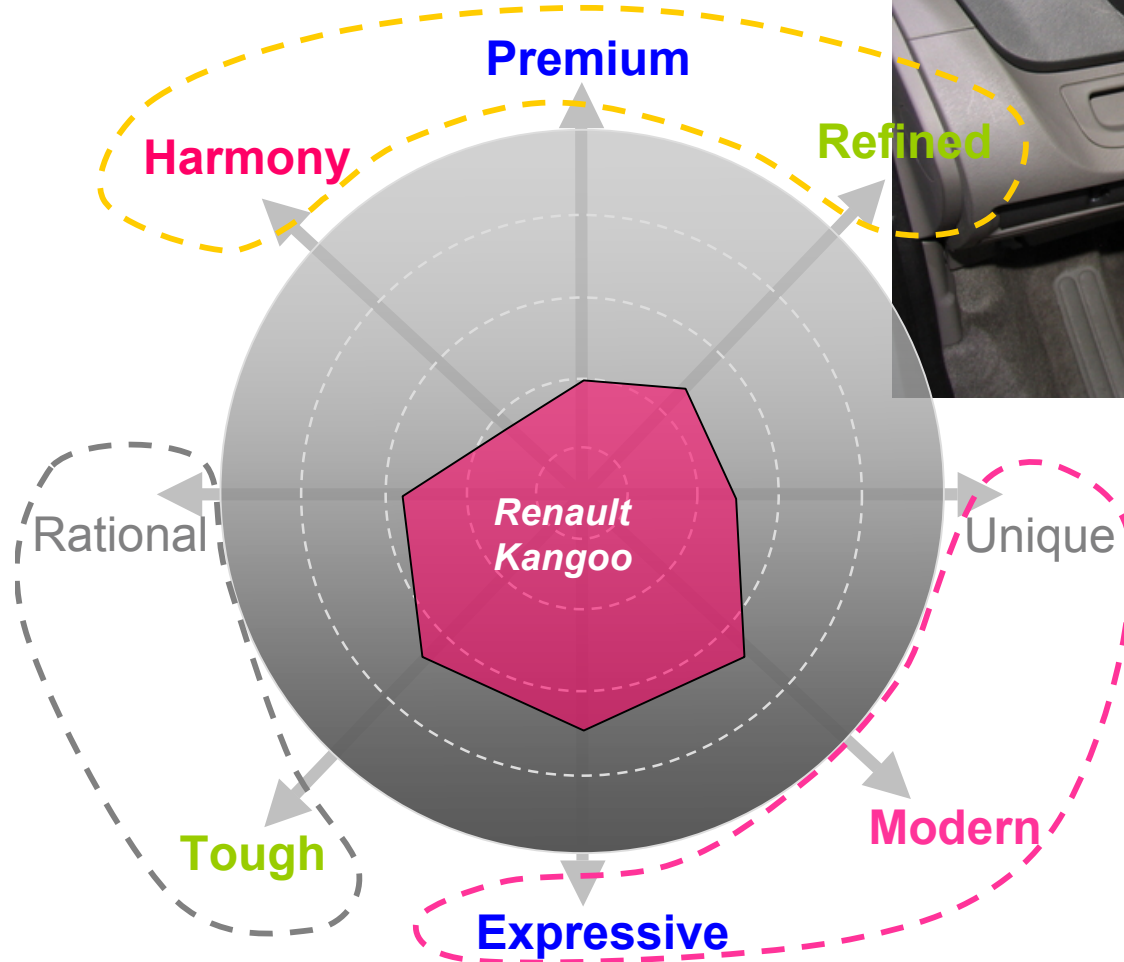 Premium
Harmony
Refined
Renault
Kangoo
Rational
Unique
Modern
Tough
Expressive